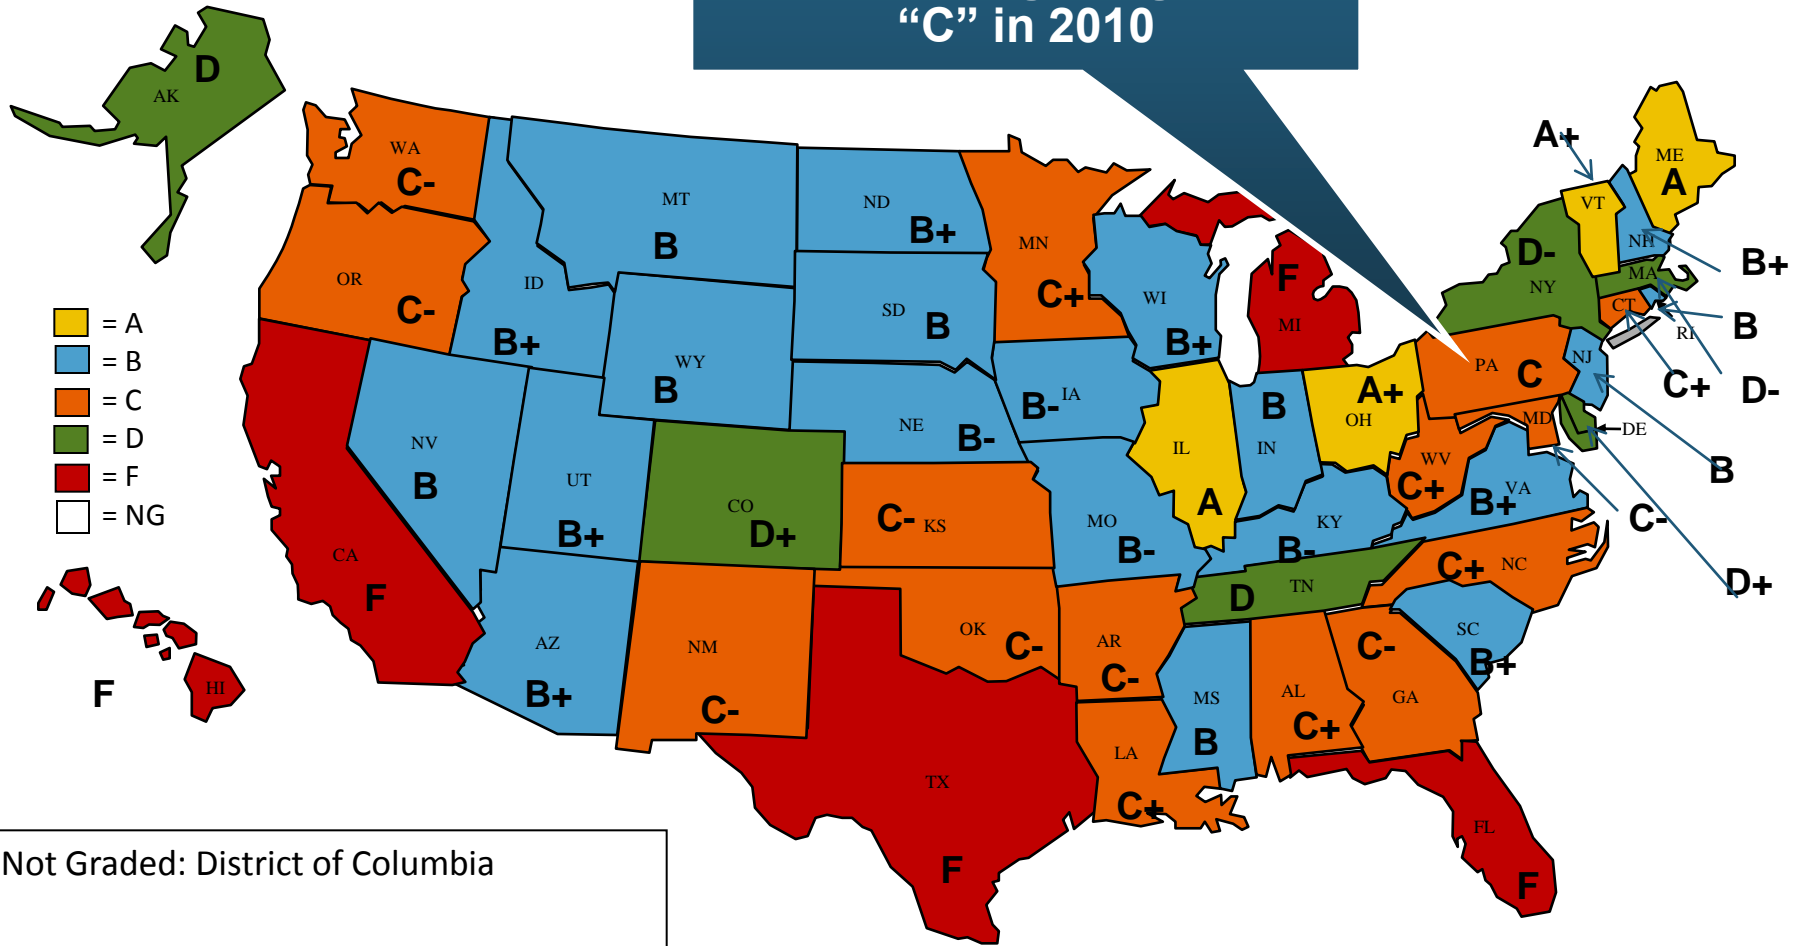 “C” in 2010
D
AK
A+
ME
A
WA
C-
MT
B
ND
B+
MN
C+
VT
NH
B+
OR
C-
ID
B+
SD
B
WI
B+
F
MI
D-
NY
MA
CT
RI
B
= A
= B
= C
= D
= F
= NG
WY
B
B-
IA
B
IN
A+
OH
PA
C
NJ
C+
D-
NV
B
UT
B+
CO
D+
NE
B-
C-
KS
MO
B-
IL
A
KY
B-
WV
C+
MD
DE
VA
B+
B
C-
D+
CA
F
AZ
B+
NM
C-
OK
C-
AR
C-
D
TN
C+
NC
SC
B+
F
HI
TX
F
LA
C+
MS
B
AL
C+
C-
GA
FL
F
Not Graded: District of Columbia